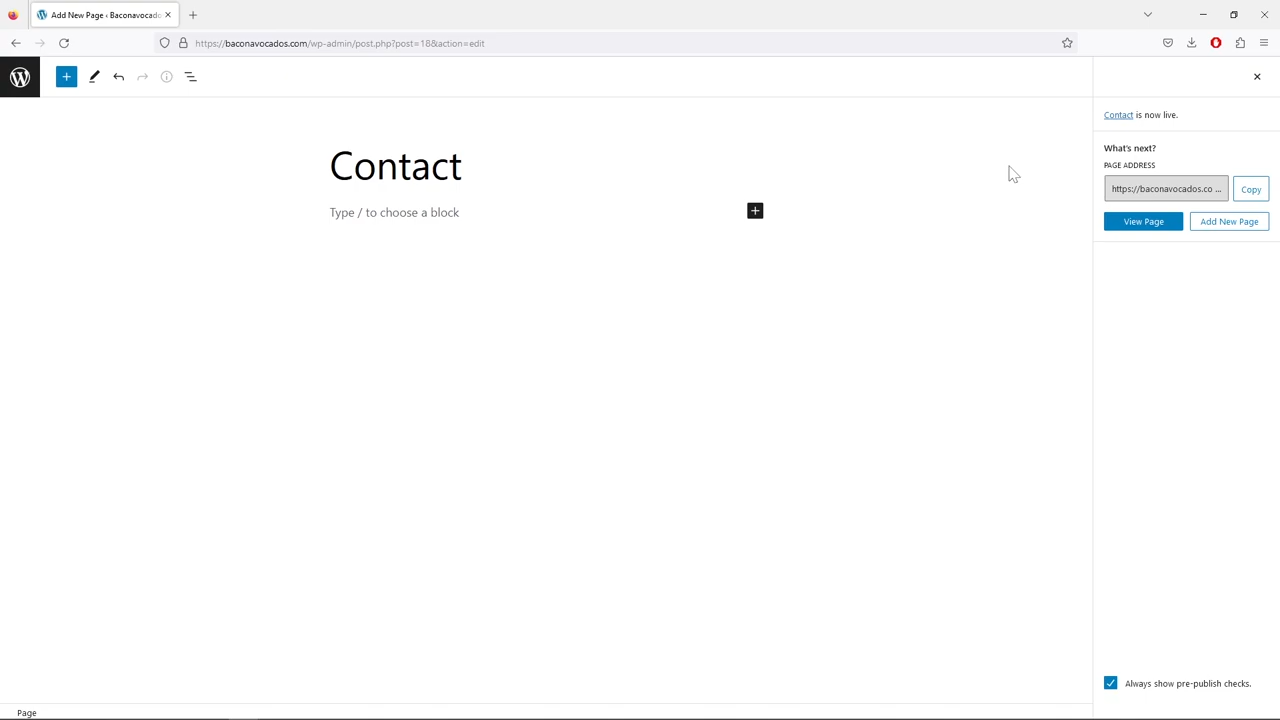 Add New Page ‹ Baconavocado
https://baconavocados.com/wp-admin/post.php?post=18&action=edit
Contact is now live.
What's next?
PAGE ADDRESS
https://baconavocados.co ...
Copy
View Page
Add New Page
Contact
Type / to choose a block
Always show pre-publish checks.
Page